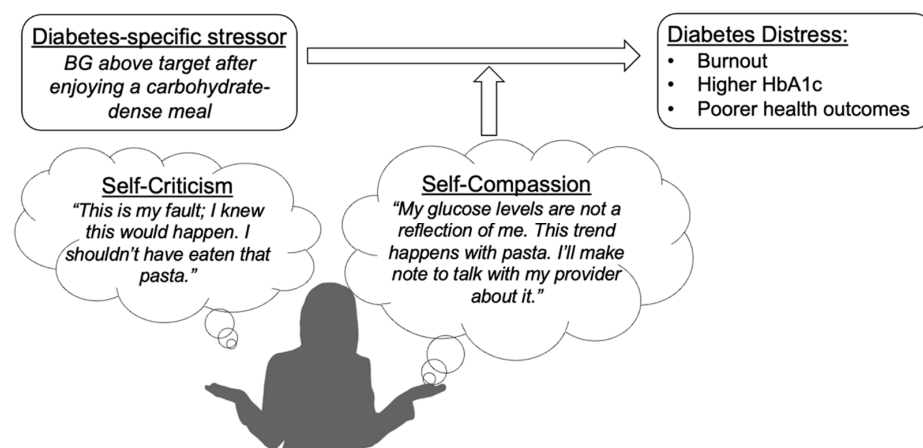 Diabetes-specific stressor
BG above target after
enjoying a carbohydrate-
dense meal
Diabetes Distress:
• Burnout
• Higher HbA1c
• Poorer health outcomes
Self-Criticism
“This is my fault; I knew
this would happen. I
shouldn’t have eaten that
pasta.”
Self-Compassion
“My glucose levels are not a
reflection of me. This trend
happens with pasta. I’ll make
note to talk with my provider
about it.”